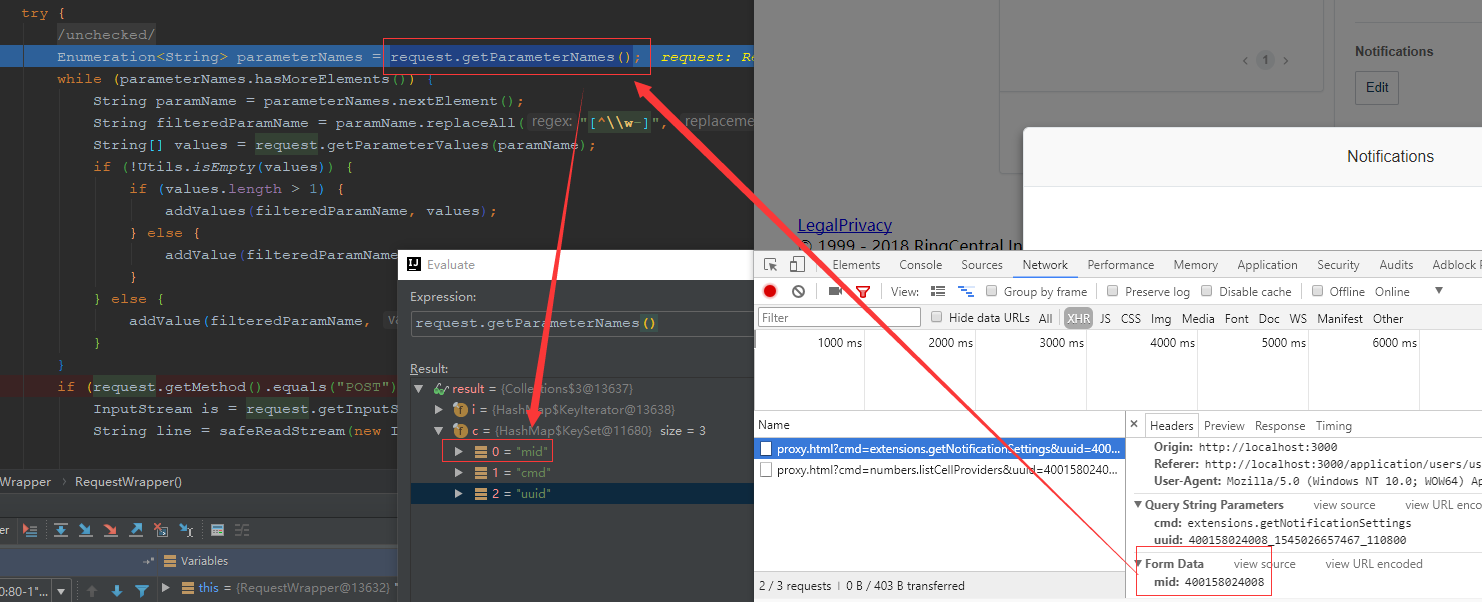 try {
/unchecked/
Enumeration<String> parameterNames = request.getParameterNames(); request: Re
while (parameterNames.hasMoreElements()) {
String paramName = parameterNames.nextElement();
String filteredParamName = paramName.replaceAll( regex: "[^\\w-]", replaceme
String[] values = request.getParameterValues(paramName);
if (!Utils.isEmpty(values)) {
if (values.length > 1) {
addValues(filteredParamName, values);
} else {
addValue(filteredParamName
}
} else {
addValue(filteredParamName,
}
}
if (request.getMethod().equals("POST")
InputStream is = request.getInputS
String line = safeReadStream(new I
Wrapper > RequestWrapper()
er
Variables
0:80-1"...
this = {RequestWrapper@13632} "
Evaluate
Expression:
request.getParameterNames()
Result:
result = {Collections$3@13637}
i = {HashMap$KeyIterator@13638}
c = {HashMap$KeySet@11680} size = 3
0 = "mid"
1 = "cmd"
2 = "uuid"
Notifications
< 1 >
Edit
Notifications
LegalPrivacy
© 1999 - 2018 RingCentral In
Elements Console Sources Network Performance Memory Application Security Audits Adblock P
View: Group by frame Preserve log Disable cache Offline Online
Filter Hide data URLs All XHR JS CSS Img Media Font Doc WS Manifest Other
1000 ms 2000 ms 3000 ms 4000 ms 5000 ms 6000 ms
Name
proxy.html?cmd=extensions.getNotificationSettings&uuid=400...
proxy.html?cmd=numbers.listCellProviders&uuid=4001580240...
2 / 3 requests | 0 B / 403 B transferred
× Headers Preview Response Timing
Origin: http://localhost:3000
Referer: http://localhost:3000/application/users/us
User-Agent: Mozilla/5.0 (Windows NT 10.0; WOW64) Ap
Query String Parameters view source view URL enco
cmd: extensions.getNotificationSettings
uuid: 400158024008_1545026657467_110800
Form Data view source view URL encoded
mid: 400158024008